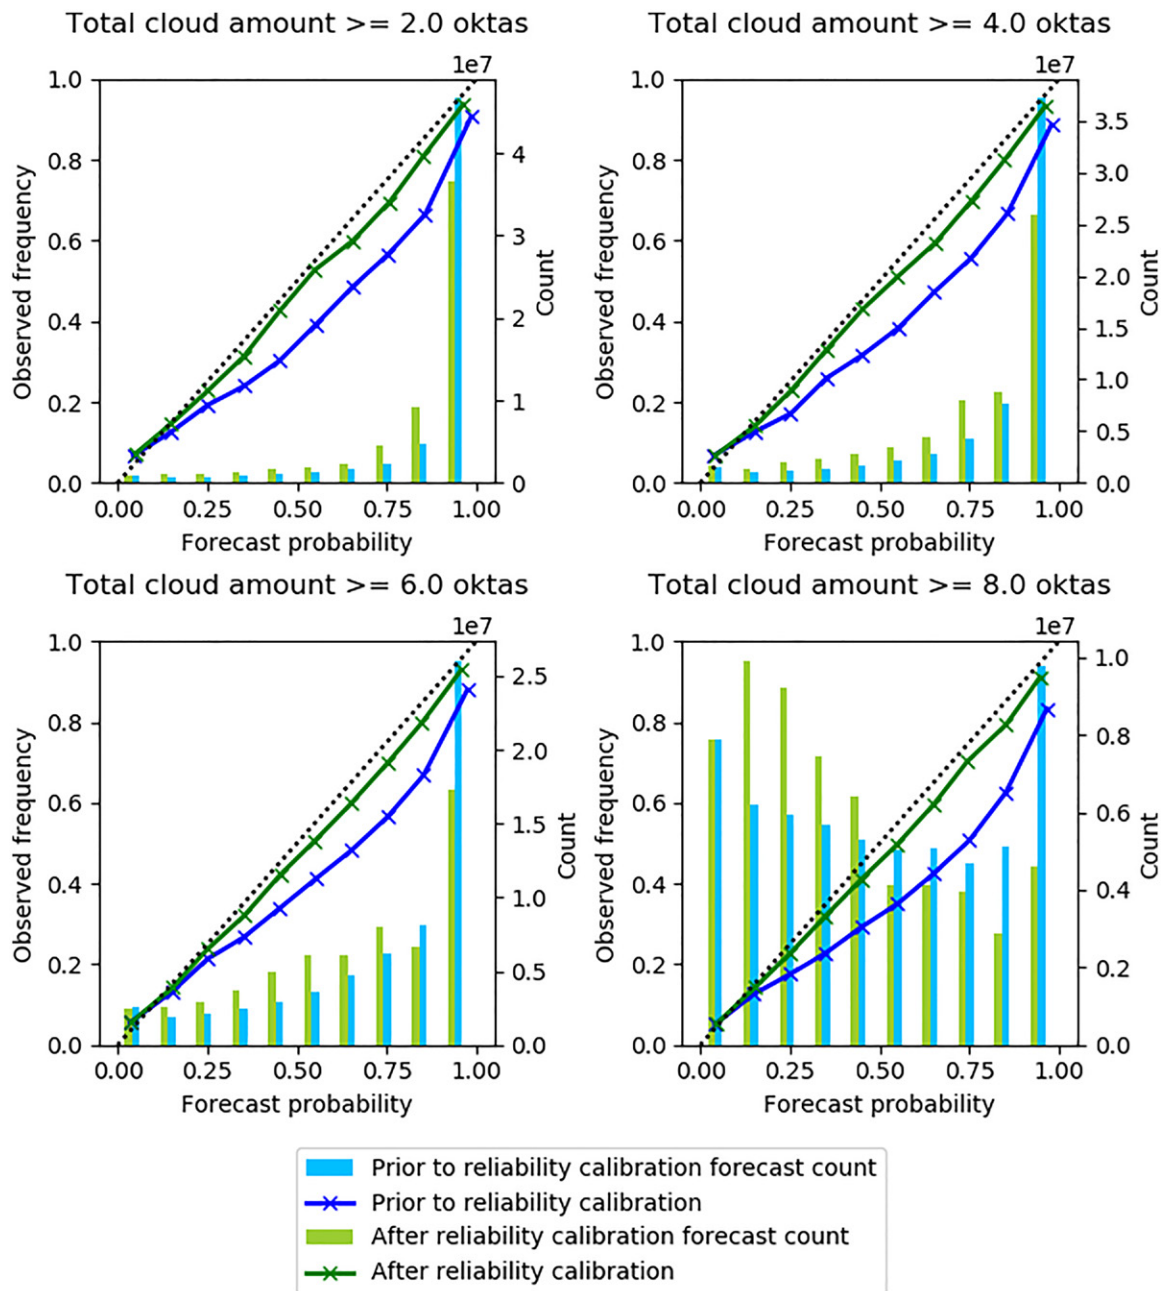 Total cloud amount >= 2.0 oktas
1e7
1.0
0.8
0.6
0.4
0.2
0.0
Observed frequency
4
3
2
1
0
Count
0.00 0.25 0.50 0.75 1.00
Forecast probability
Total cloud amount >= 4.0 oktas
1e7
1.0
0.8
0.6
0.4
0.2
0.0
Observed frequency
3.5
3.0
2.5
2.0
1.5
1.0
0.5
0.0
Count
0.00 0.25 0.50 0.75 1.00
Forecast probability
Total cloud amount >= 6.0 oktas
1e7
1.0
0.8
0.6
0.4
0.2
0.0
Observed frequency
2.5
2.0
1.5
1.0
0.5
0.0
Count
0.00 0.25 0.50 0.75 1.00
Forecast probability
Total cloud amount >= 8.0 oktas
1e7
1.0
0.8
0.6
0.4
0.2
0.0
Observed frequency
1.0
0.8
0.6
0.4
0.2
0.0
Count
0.00 0.25 0.50 0.75 1.00
Forecast probability
Prior to reliability calibration forecast count
Prior to reliability calibration
After reliability calibration forecast count
After reliability calibration